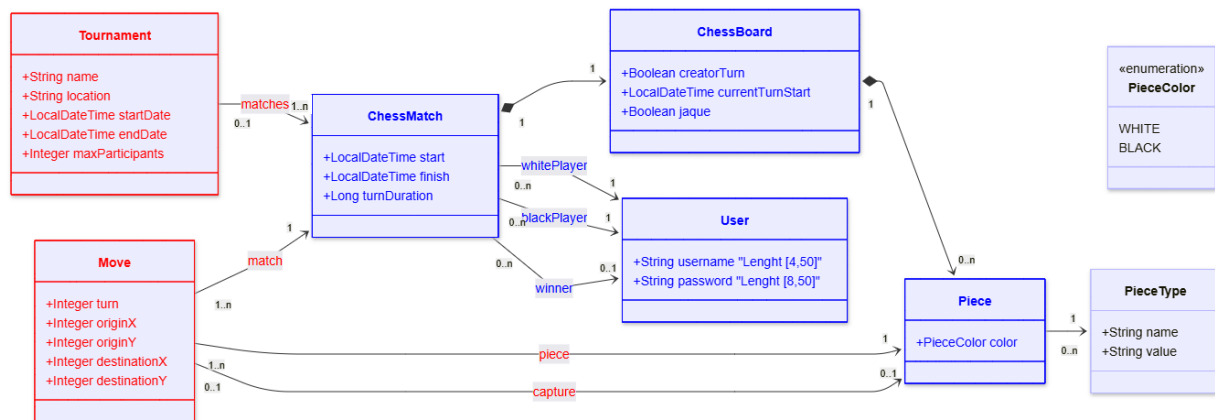 Tournament
+String name
+String location
+LocalDateTime startDate
+LocalDateTime endDate
+Integer maxParticipants
matches
0..1
1..n
ChessMatch
+LocalDateTime start
+LocalDateTime finish
+Long turnDuration
1
1
ChessBoard
+Boolean creatorTurn
+LocalDateTime currentTurnStart
+Boolean jaque
1
0..n
«enumeration»
PieceColor
WHITE
BLACK
whitePlayer
0..n
1
blackPlayer
0..n
1
winner
0..n
0..1
User
+String username "Lenght [4,50]"
+String password "Lenght [8,50]"
Move
+Integer turn
+Integer originX
+Integer originY
+Integer destinationX
+Integer destinationY
match
1
1..n
piece
1..n
1
capture
0..1
0..1
Piece
+PieceColor color
1
0..n
PieceType
+String name
+String value